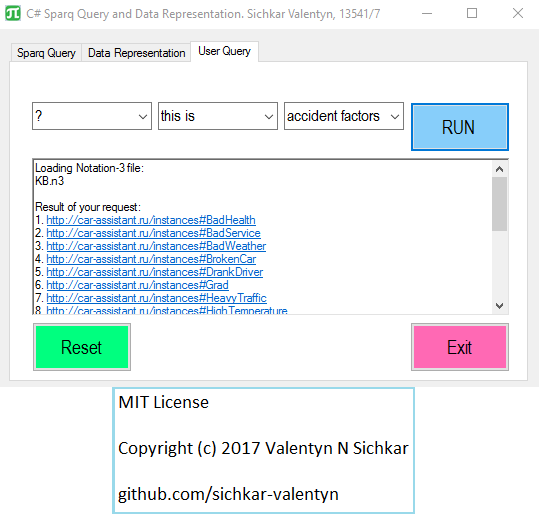 C# Sparq Query and Data Representation. Sichkar Valentyn, 13541/7
Sparq Query Data Representation User Query
? this is accident factors RUN
Loading Notation-3 file:
KB.n3
Result of your request:
1. http://car-assistant.ru/instances#BadHealth
2. http://car-assistant.ru/instances#BadService
3. http://car-assistant.ru/instances#BadWeather
4. http://car-assistant.ru/instances#BrokenCar
5. http://car-assistant.ru/instances#DrankDriver
6. http://car-assistant.ru/instances#Grad
7. http://car-assistant.ru/instances#HeavyTraffic
8. http://car-assistant.ru/instances#HighTemperature
Reset Exit
MIT License
Copyright (c) 2017 Valentyn N Sichkar
github.com/sichkar-valentyn